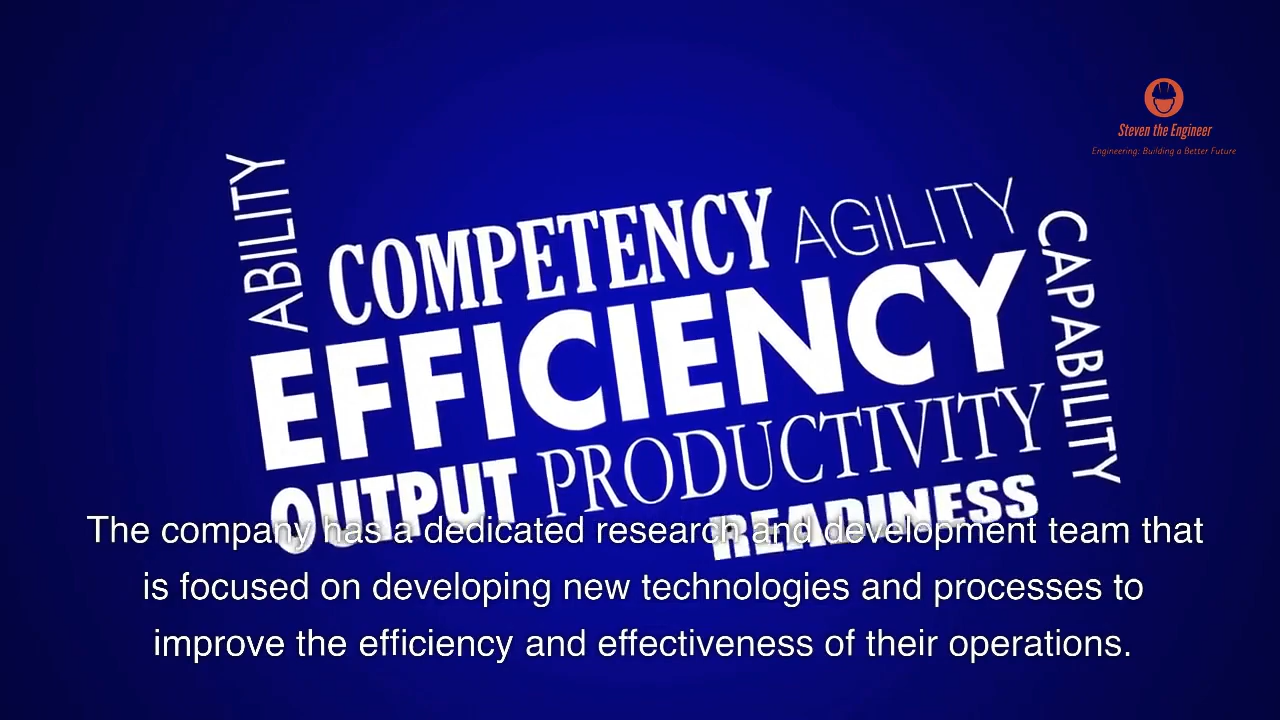 Steven the Engineer
Engineering: Building a Better Future
ABILITY
COMPETENCY AGILITY
CAPABILITY
EFFICIENCY
OUTPUT PRODUCTIVITY
READINESS
The company has a dedicated research and development team that
is focused on developing new technologies and processes to
improve the efficiency and effectiveness of their operations.